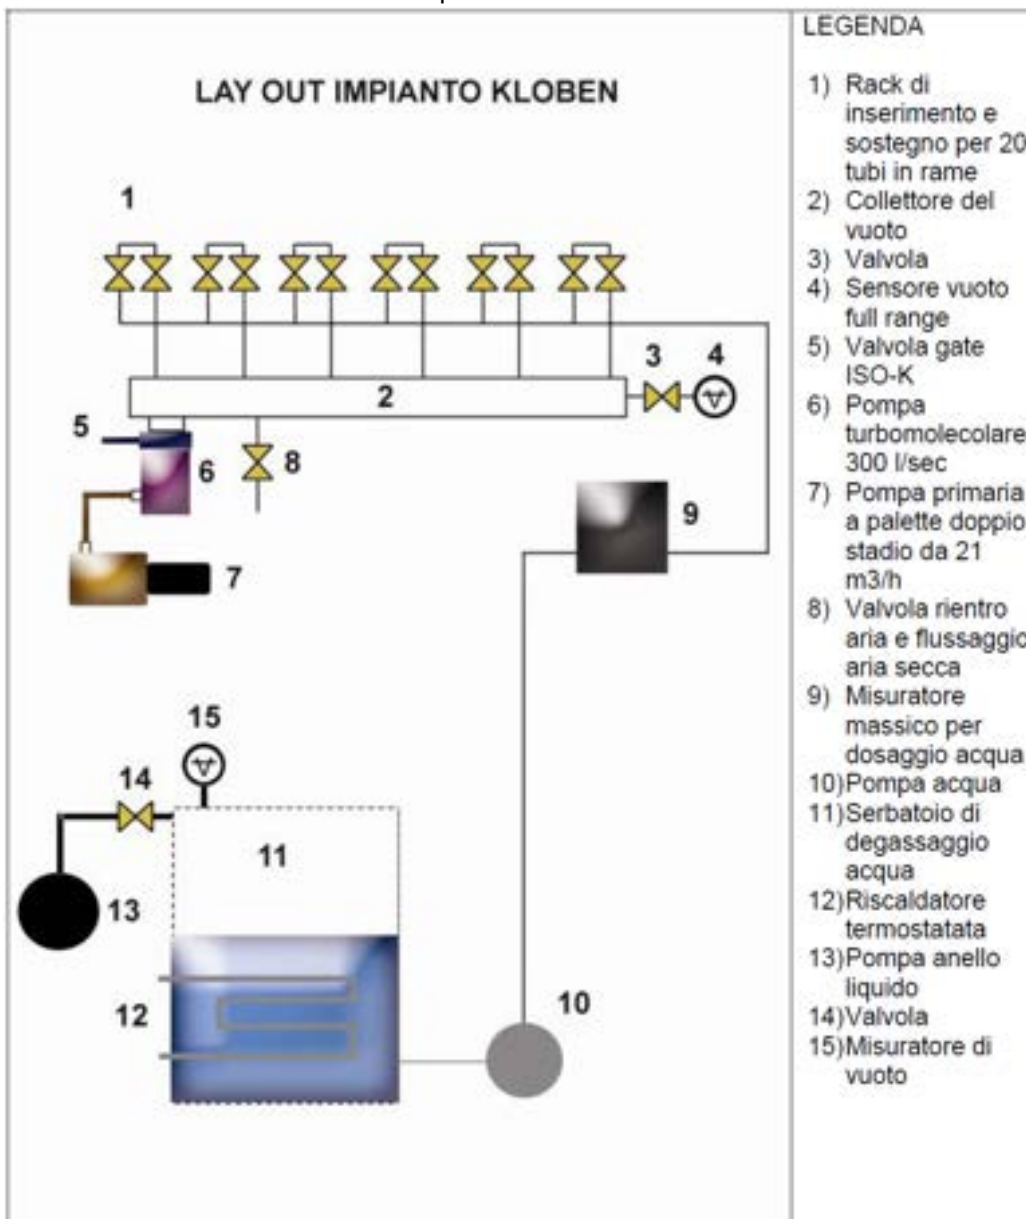 LAY OUT IMPIANTO KLOBEN
1
2
3
4
5
6
7
8
9
10
11
12
13
14
15
LEGENDA
1) Rack di
inserimento e
sostegno per 20
tubi in rame
2) Collettore del
vuoto
3) Valvola
4) Sensore vuoto
full range
5) Valvola gate
ISO-K
6) Pompa
turbomolecolare
300 l/sec
7) Pompa primaria
a palette doppio
stadio da 21
m3/h
8) Valvola rientro
aria e flussaggio
aria secca
9) Misuratore
massico per
dosaggio acqua
10)Pompa acqua
11)Serbatoio di
degassaggio
acqua
12)Riscaldatore
termostatata
13)Pompa anello
liquido
14)Valvola
15)Misuratore di
vuoto